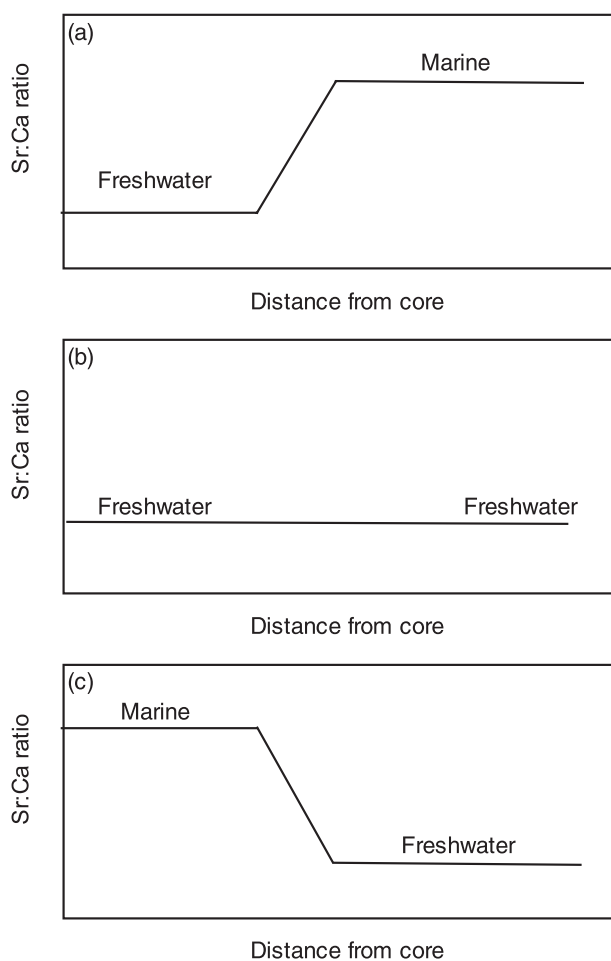 (a)
Marine
Sr:Ca ratio
Freshwater
Distance from core
(b)
Sr:Ca ratio
Freshwater Freshwater
Distance from core
(c)
Marine
Sr:Ca ratio
Freshwater
Distance from core